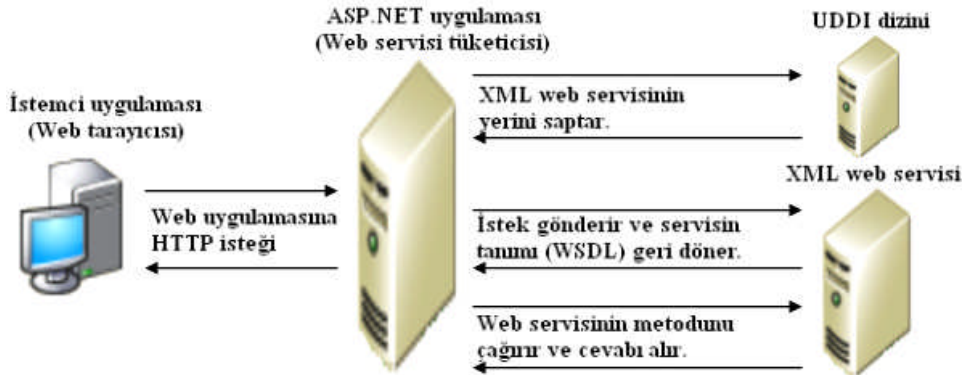 ASP.NET uygulaması
(Web servisi tüketicisi)
UDDI dizini
İstemci uygulaması
(Web tarayıcısı)
XML web servisinin
yerini saptar.
XML web servisi
Web uygulamasına
HTTP isteği
İstek gönderir ve servisin
tanımı (WSDL) geri döner.
Web servisinin metodunu
çağırır ve cevabı alır.